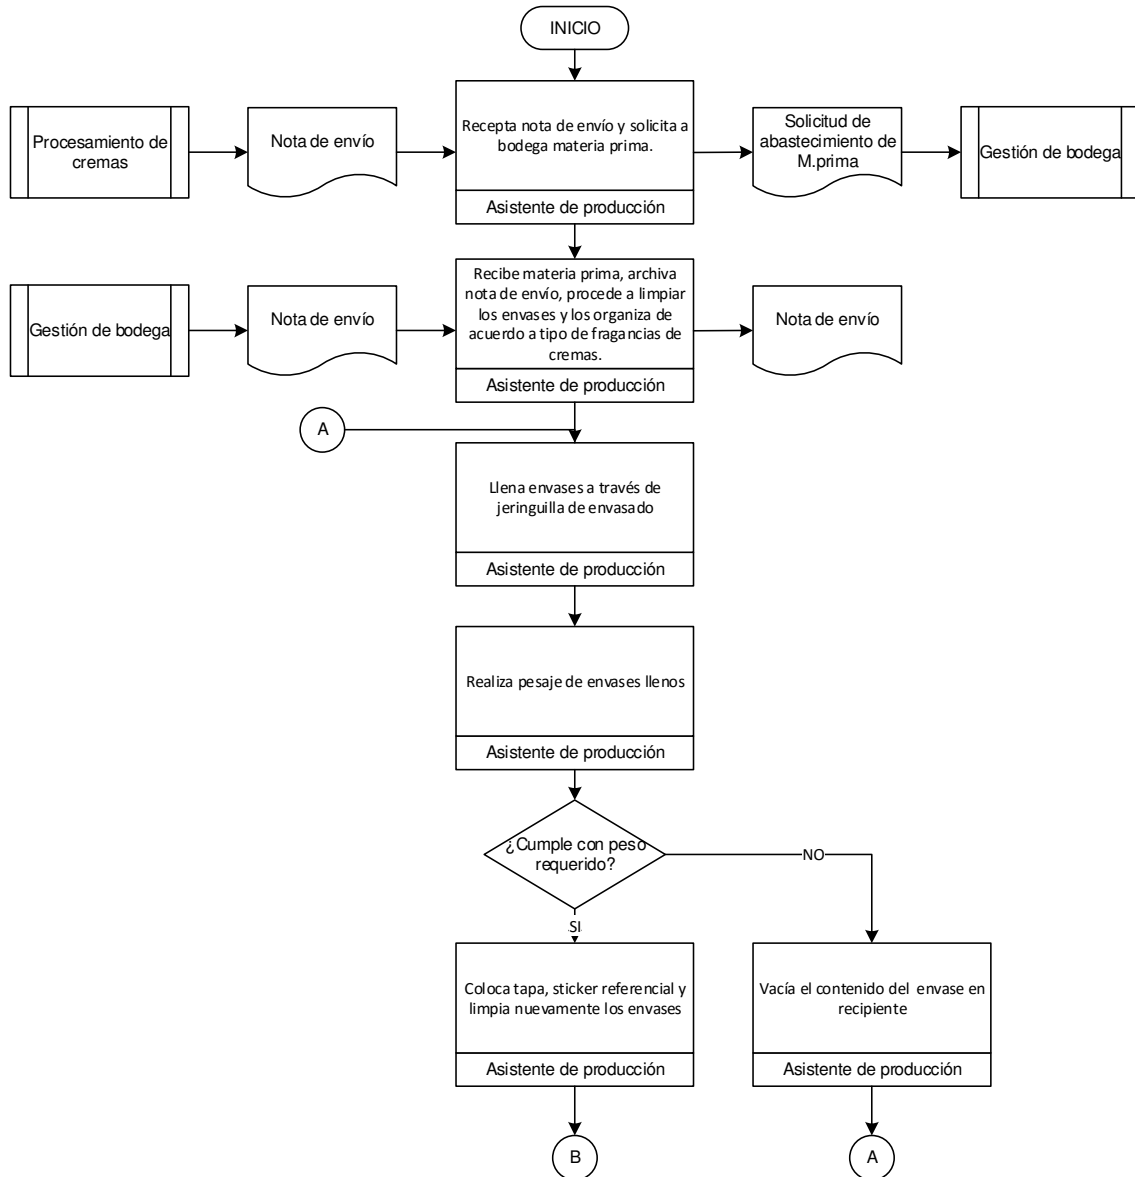 INICIO
Procesamiento de
cremas
Nota de envío
Recepta nota de envío y solicita a
bodega materia prima.
Asistente de producción
Solicitud de
abastecimiento de
M.prima
Gestión de bodega
Gestión de bodega
Nota de envío
Recibe materia prima, archiva
nota de envío, procede a limpiar
los envases y los organiza de
acuerdo a tipo de fragancias de
cremas.
Asistente de producción
Nota de envío
A
Llena envases a través de
jeringuilla de envasado
Asistente de producción
Realiza pesaje de envases llenos
Asistente de producción
¿Cumple con peso
requerido?
NO
SI
Coloca tapa, sticker referencial y
limpia nuevamente los envases
Asistente de producción
Vacía el contenido del envase en
recipiente
Asistente de producción
B
A